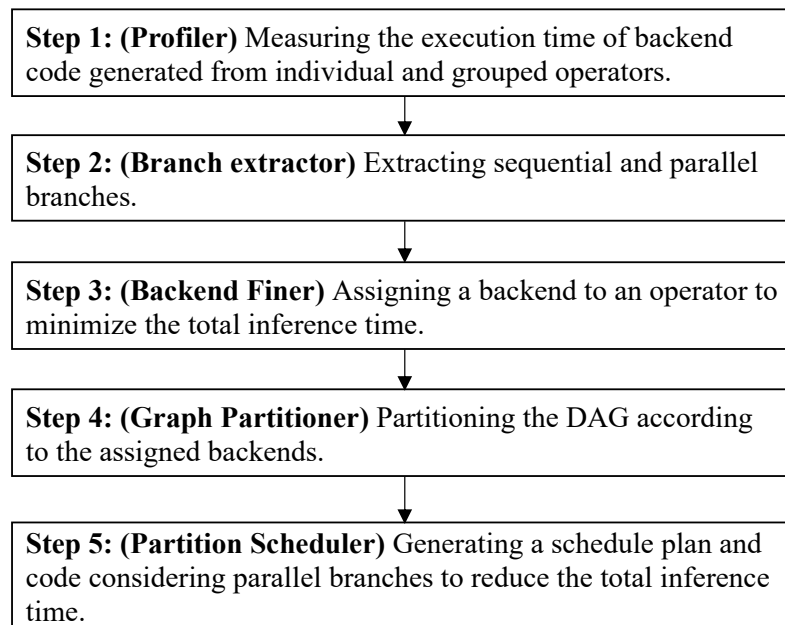 Step 1: (Profiler) Measuring the execution time of backend
code generated from individual and grouped operators.
Step 2: (Branch extractor) Extracting sequential and parallel
branches.
Step 3: (Backend Finer) Assigning a backend to an operator to
minimize the total inference time.
Step 4: (Graph Partitioner) Partitioning the DAG according
to the assigned backends.
Step 5: (Partition Scheduler) Generating a schedule plan and
code considering parallel branches to reduce the total inference
time.